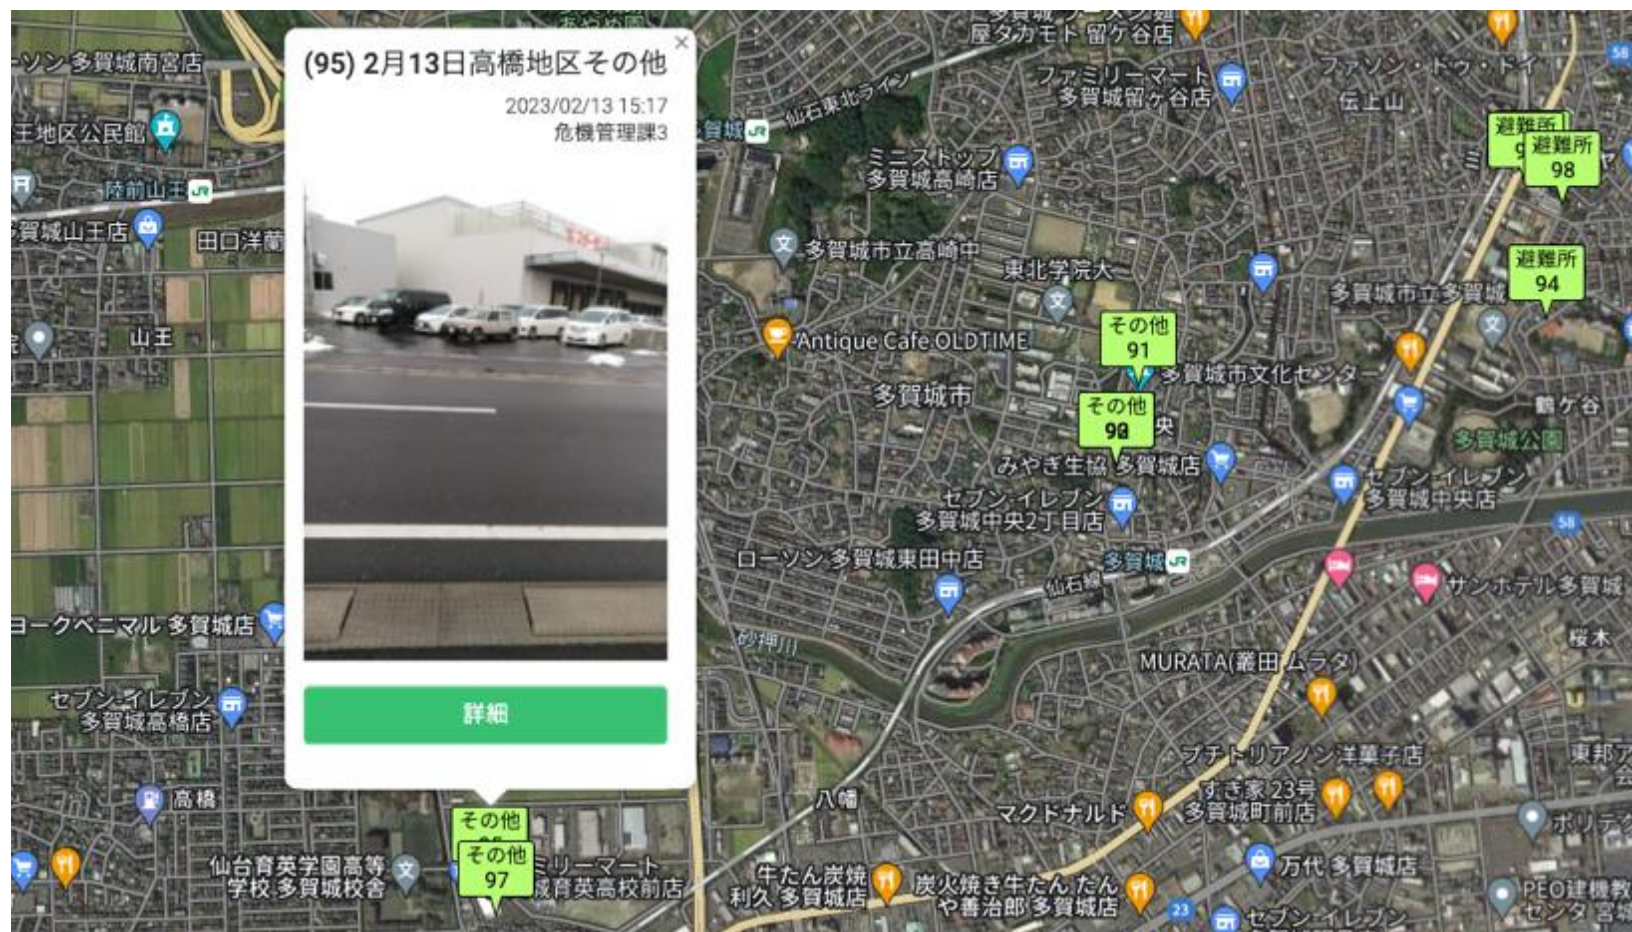 (95) 2月13日高橋地区その他
×
2023/02/13 15:17
危機管理課3
詳細
その他
その他
97
ーソン 多賀城南宮店
王地区公民館
陸前山王
JR
賀城山王店
田口洋蘭
山王
ヨークベニマル 多賀城店
セブン-イレブン
多賀城高橋店
高橋
仙台育英学園高等
学校 多賀城校舎
ミリーマート
城育英高校前店
屋タカモト 留ケ谷店
ファミリーマート
多賀城留ヶ谷店
ファソン・ドゥ・ドイ
伝上山
58
仙石東北ライン
賀城
JR
ミニストップ
多賀城高崎店
避難所
避難所
98
多賀城市立高崎中
東北学院大
避難所
94
多賀城市立多賀城
その他
91
Antique Cafe OLDTIME
多賀城市文化センター
多賀城市
その他
央
鶴ケ谷
多賀城公園
みやぎ生協 多賀城店
セブン-イレブン
多賀城中央店
セブン-イレブン
多賀城中央2丁目店
58
ローソン 多賀城東田中店
多賀城
JR
仙石線
サンホテル多賀城
砂押川
桜木
MURATA(叢田 ムラタ)
プチトリアノン洋菓子店
東邦ア
会
八幡
マクドナルド
すき家 23号
多賀城町前店
ポリテク
牛たん炭焼
利久 多賀城店
炭火焼き牛たん たん
や善治郎 多賀城店
万代 多賀城店
23
PEO建機教
センタ 宮城
セブン-イレブン